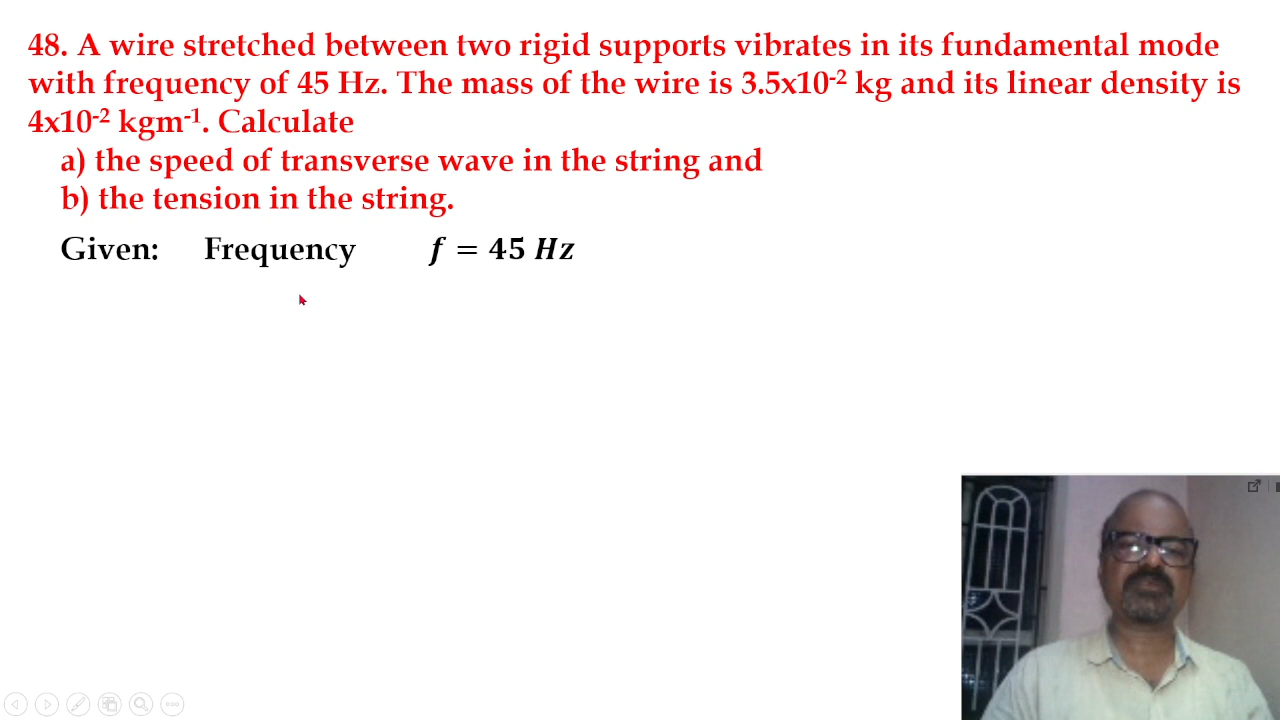 48. A wire stretched between two rigid supports vibrates in its fundamental mode
with frequency of 45 Hz. The mass of the wire is 3.5x10⁻² kg and its linear density is
4x10⁻² kgm⁻¹. Calculate
a) the speed of transverse wave in the string and
b) the tension in the string.
Given: Frequency f = 45 Hz